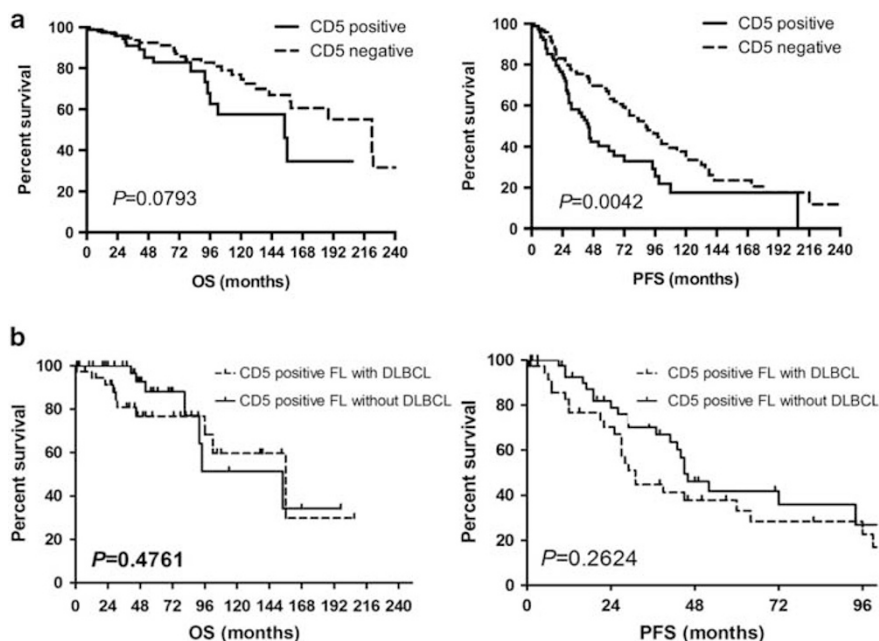 a
CD5 positive
CD5 negative
Percent survival
100
80
60
40
20
0
P=0.0793
0 24 48 72 96 120 144 168 192 216 240
OS (months)
CD5 positive
CD5 negative
Percent survival
100
80
60
40
20
0
P=0.0042
0 24 48 72 96 120 144 168 192 216 240
PFS (months)
b
CD5 positive FL with DLBCL
CD5 positive FL without DLBCL
Percent survival
100
80
60
40
20
0
P=0.4761
0 24 48 72 96 120 144 168 192 216 240
OS (months)
CD5 positive FL with DLBCL
CD5 positive FL without DLBCL
Percent survival
100
80
60
40
20
0
P=0.2624
0 24 48 72 96
PFS (months)